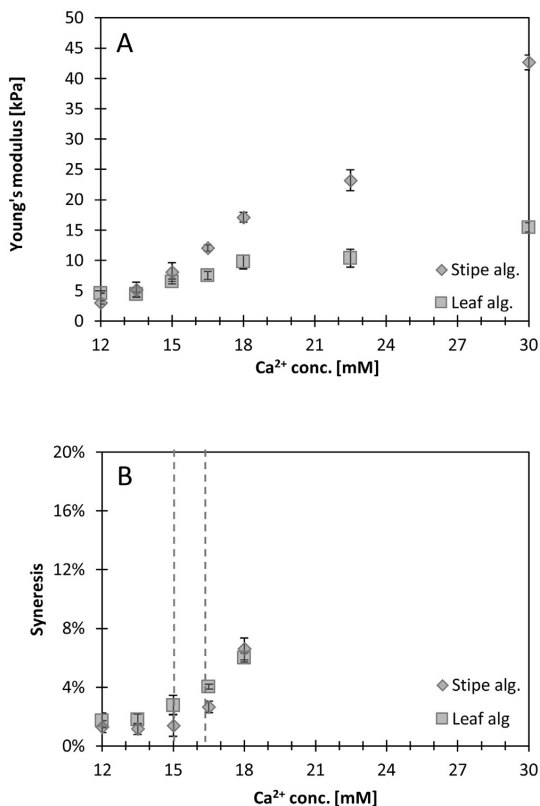 A
50
45
40
35
30
25
20
15
10
5
0
Young's modulus [kPa]
Stipe alg.
Leaf alg.
12 15 18 21 24 27 30
Ca²⁺ conc. [mM]
B
20%
16%
12%
8%
4%
0%
Syneresis
Stipe alg.
Leaf alg
12 15 18 21 24 27 30
Ca²⁺ conc. [mM]